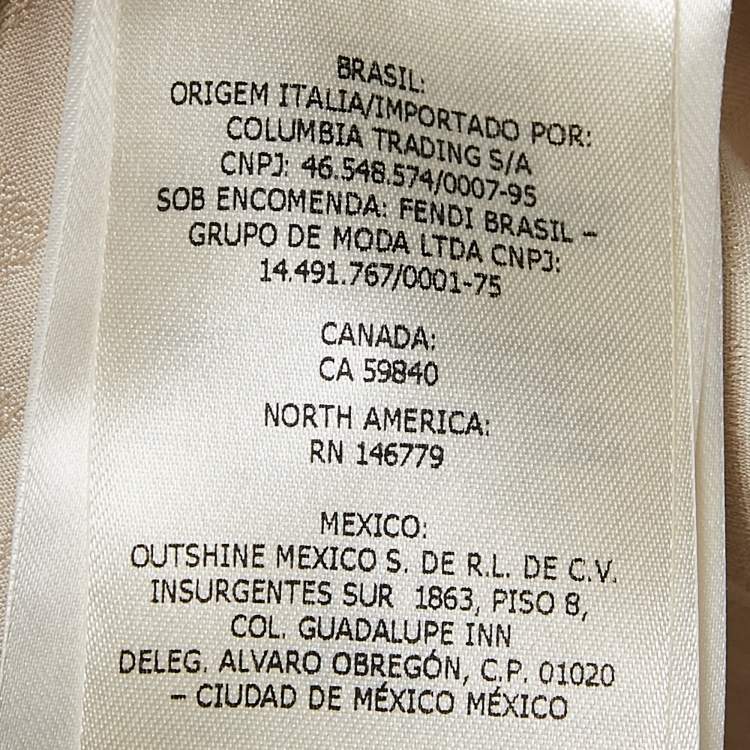 BRASIL:
ORIGEM ITALIA/IMPORTADO POR:
COLUMBIA TRADING S/A
CNPJ: 46.548.574/0007-95
SOB ENCOMENDA: FENDI BRASIL –
GRUPO DE MODA LTDA CNPJ:
14.491.767/0001-75
CANADA:
CA 59840
NORTH AMERICA:
RN 146779
MEXICO:
OUTSHINE MEXICO S. DE R.L. DE C.V.
INSURGENTES SUR 1863, PISO 8,
COL. GUADALUPE INN
DELEG. ALVARO OBREGÓN, C.P. 01020
– CIUDAD DE MÉXICO MÉXICO